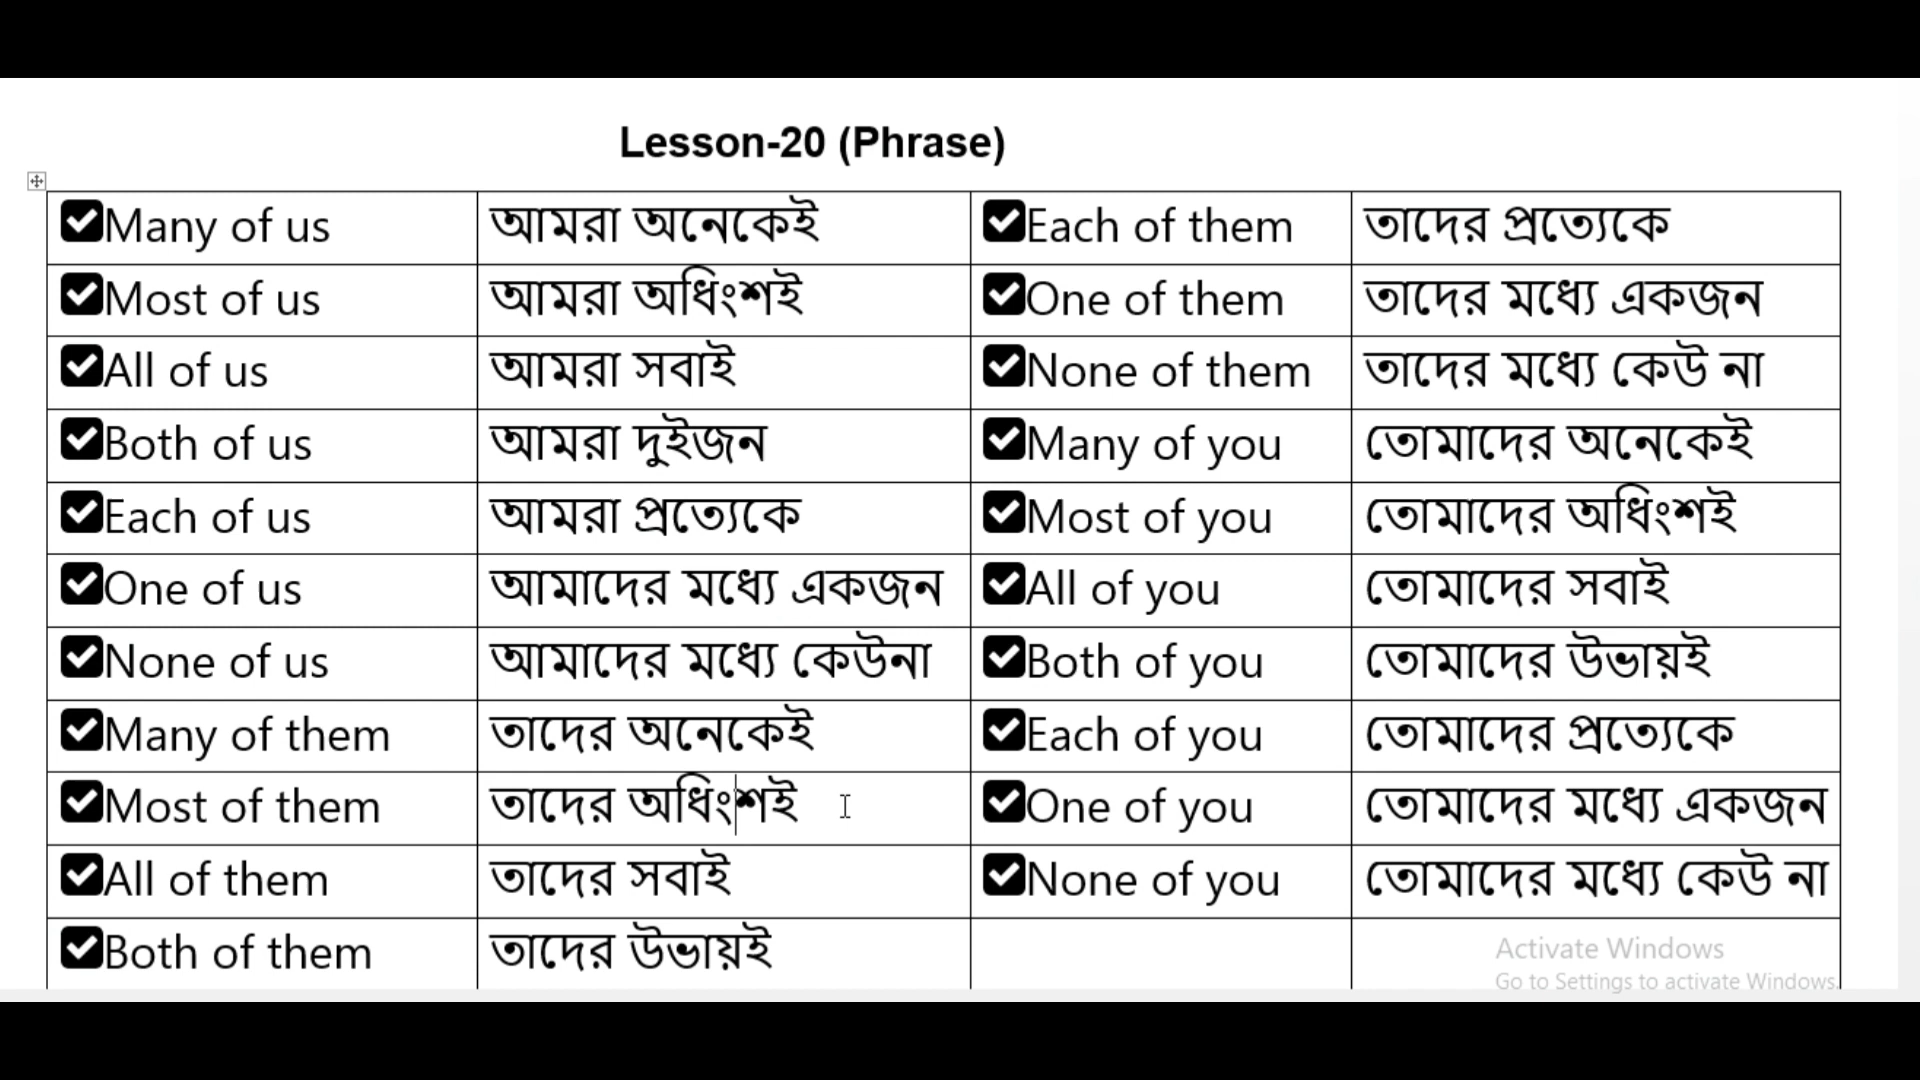 Lesson-20 (Phrase)
Many of us আমরা অনেকেই Each of them তাদের প্রত্যেকে
Most of us আমরা অধিংশই One of them তাদের মধ্যে একজন
All of us আমরা সবাই None of them তাদের মধ্যে কেউ না
Both of us আমরা দুইজন Many of you তোমাদের অনেকেই
Each of us আমরা প্রত্যেকে Most of you তোমাদের অধিংশই
One of us আমাদের মধ্যে একজন All of you তোমাদের সবাই
None of us আমাদের মধ্যে কেউনা Both of you তোমাদের উভায়ই
Many of them তাদের অনেকেই Each of you তোমাদের প্রত্যেকে
Most of them তাদের অধিংশই One of you তোমাদের মধ্যে একজন
All of them তাদের সবাই None of you তোমাদের মধ্যে কেউ না
Both of them তাদের উভায়ই
Activate Windows
Go to Settings to activate Windows.